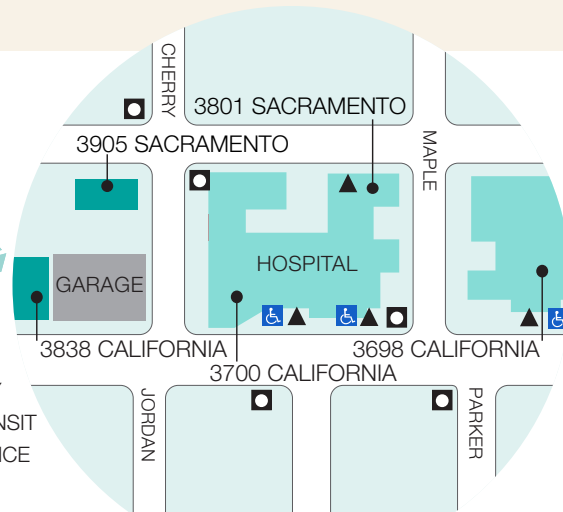 CHERRY
3801 SACRAMENTO
MAPLE
3905 SACRAMENTO
HOSPITAL
GARAGE
3838 CALIFORNIA
3698 CALIFORNIA
3700 CALIFORNIA
JORDAN
PARKER